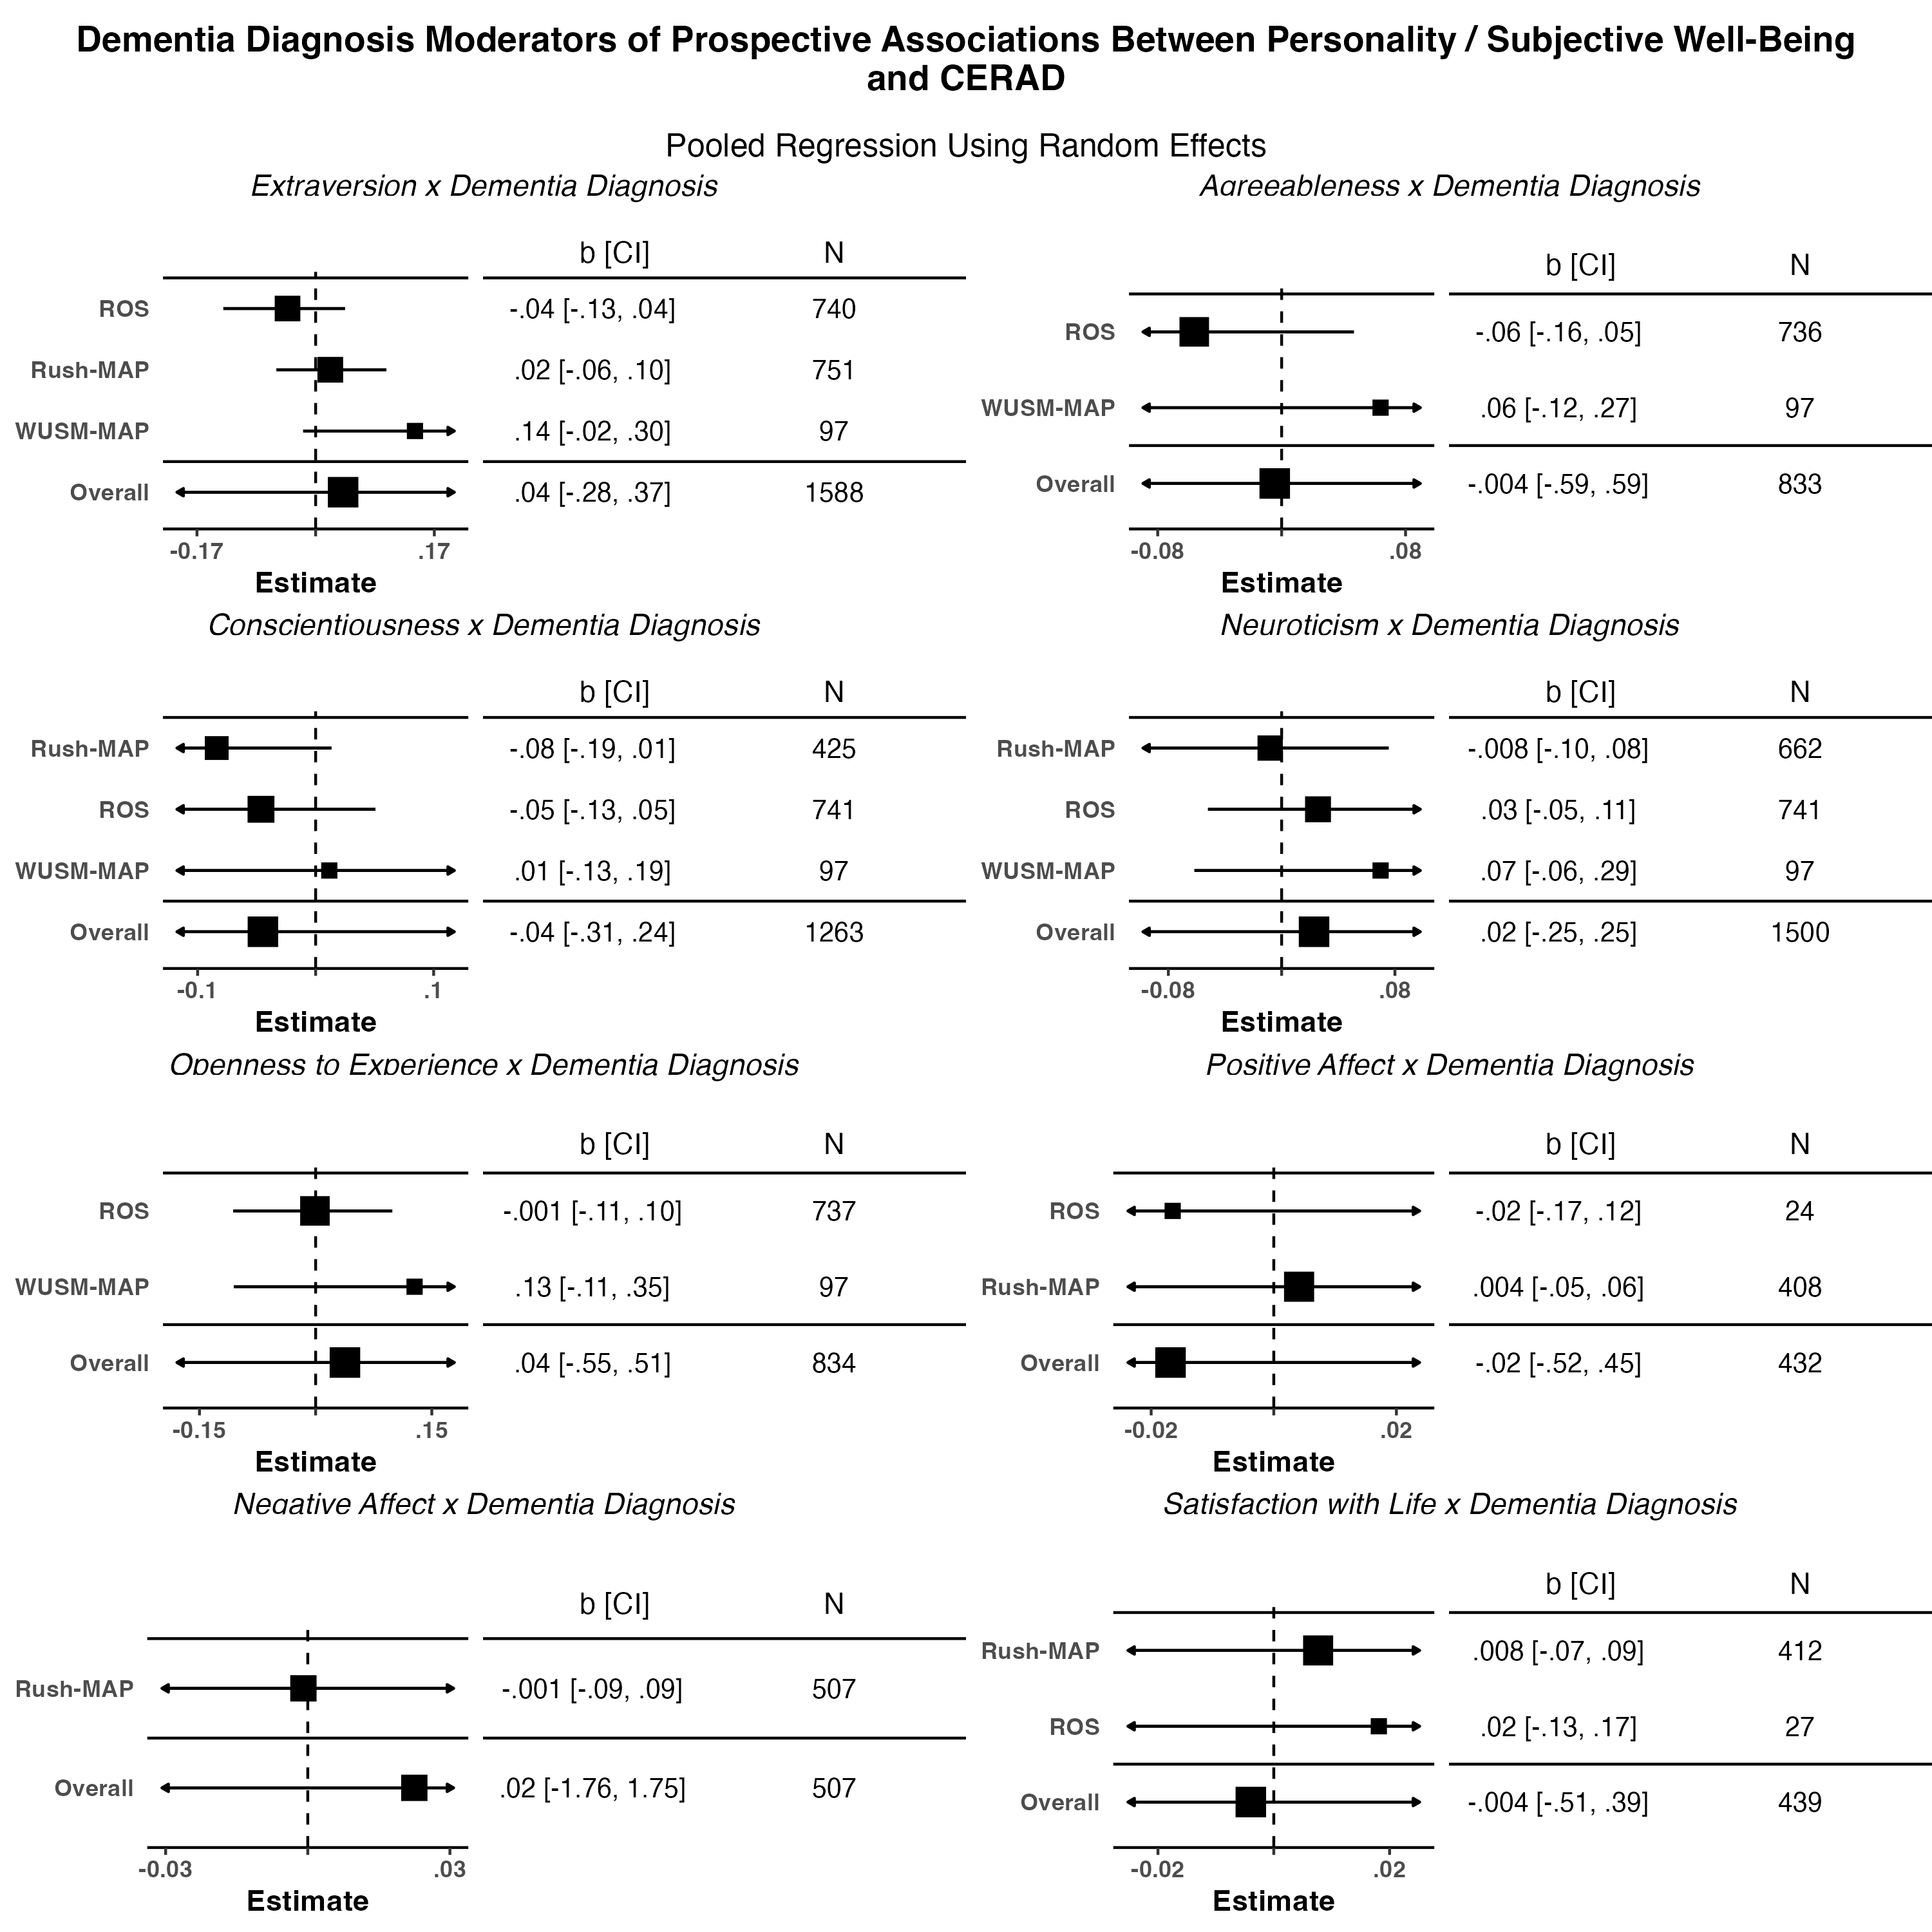 Dementia Diagnosis Moderators of Prospective Associations Between Personality / Subjective Well-Being
and CERAD
Pooled Regression Using Random Effects
Extraversion x Dementia Diagnosis
b [CI] N
ROS -.04 [-.13, .04] 740
Rush-MAP .02 [-.06, .10] 751
WUSM-MAP .14 [-.02, .30] 97
Overall .04 [-.28, .37] 1588
-0.17 .17
Estimate
Agreeableness x Dementia Diagnosis
b [CI] N
ROS -.06 [-.16, .05] 736
WUSM-MAP .06 [-.12, .27] 97
Overall -.004 [-.59, .59] 833
-0.08 .08
Estimate
Conscientiousness x Dementia Diagnosis
b [CI] N
Rush-MAP -.08 [-.19, .01] 425
ROS -.05 [-.13, .05] 741
WUSM-MAP .01 [-.13, .19] 97
Overall -.04 [-.31, .24] 1263
-0.1 .1
Estimate
Neuroticism x Dementia Diagnosis
b [CI] N
Rush-MAP -.008 [-.10, .08] 662
ROS .03 [-.05, .11] 741
WUSM-MAP .07 [-.06, .29] 97
Overall .02 [-.25, .25] 1500
-0.08 .08
Estimate
Openness to Experience x Dementia Diagnosis
b [CI] N
ROS -.001 [-.11, .10] 737
WUSM-MAP .13 [-.11, .35] 97
Overall .04 [-.55, .51] 834
-0.15 .15
Estimate
Positive Affect x Dementia Diagnosis
b [CI] N
ROS -.02 [-.17, .12] 24
Rush-MAP .004 [-.05, .06] 408
Overall -.02 [-.52, .45] 432
-0.02 .02
Estimate
Negative Affect x Dementia Diagnosis
b [CI] N
Rush-MAP -.001 [-.09, .09] 507
Overall .02 [-1.76, 1.75] 507
-0.03 .03
Estimate
Satisfaction with Life x Dementia Diagnosis
b [CI] N
Rush-MAP .008 [-.07, .09] 412
ROS .02 [-.13, .17] 27
Overall -.004 [-.51, .39] 439
-0.02 .02
Estimate